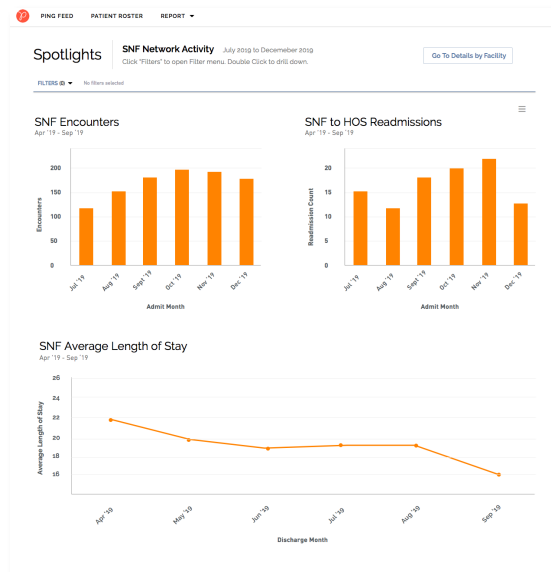 PING FEED PATIENT ROSTER REPORT
Spotlights
SNF Network Activity July 2019 to Decemeber 2019
Click "Filters" to open Filter menu. Double Click to drill down.
Go To Details by Facility
FILTERS (0) No filters selected
SNF Encounters
Apr '19 - Sep '19
200
150
100
50
0
Encounters
Jul '19 Aug '19 Sept '19 Oct '19 Nov '19 Dec '19
Admit Month
SNF to HOS Readmissions
Apr '19 - Sep '19
20
15
10
5
0
Readmission Count
Jul '19 Aug '19 Sept '19 Oct '19 Nov '19 Dec '19
Admit Month
SNF Average Length of Stay
Apr '19 - Sep '19
26
24
22
20
18
16
Average Length of Stay
Apr '19 May '19 Jun '19 Jul '19 Aug '19 Sep '19
Discharge Month